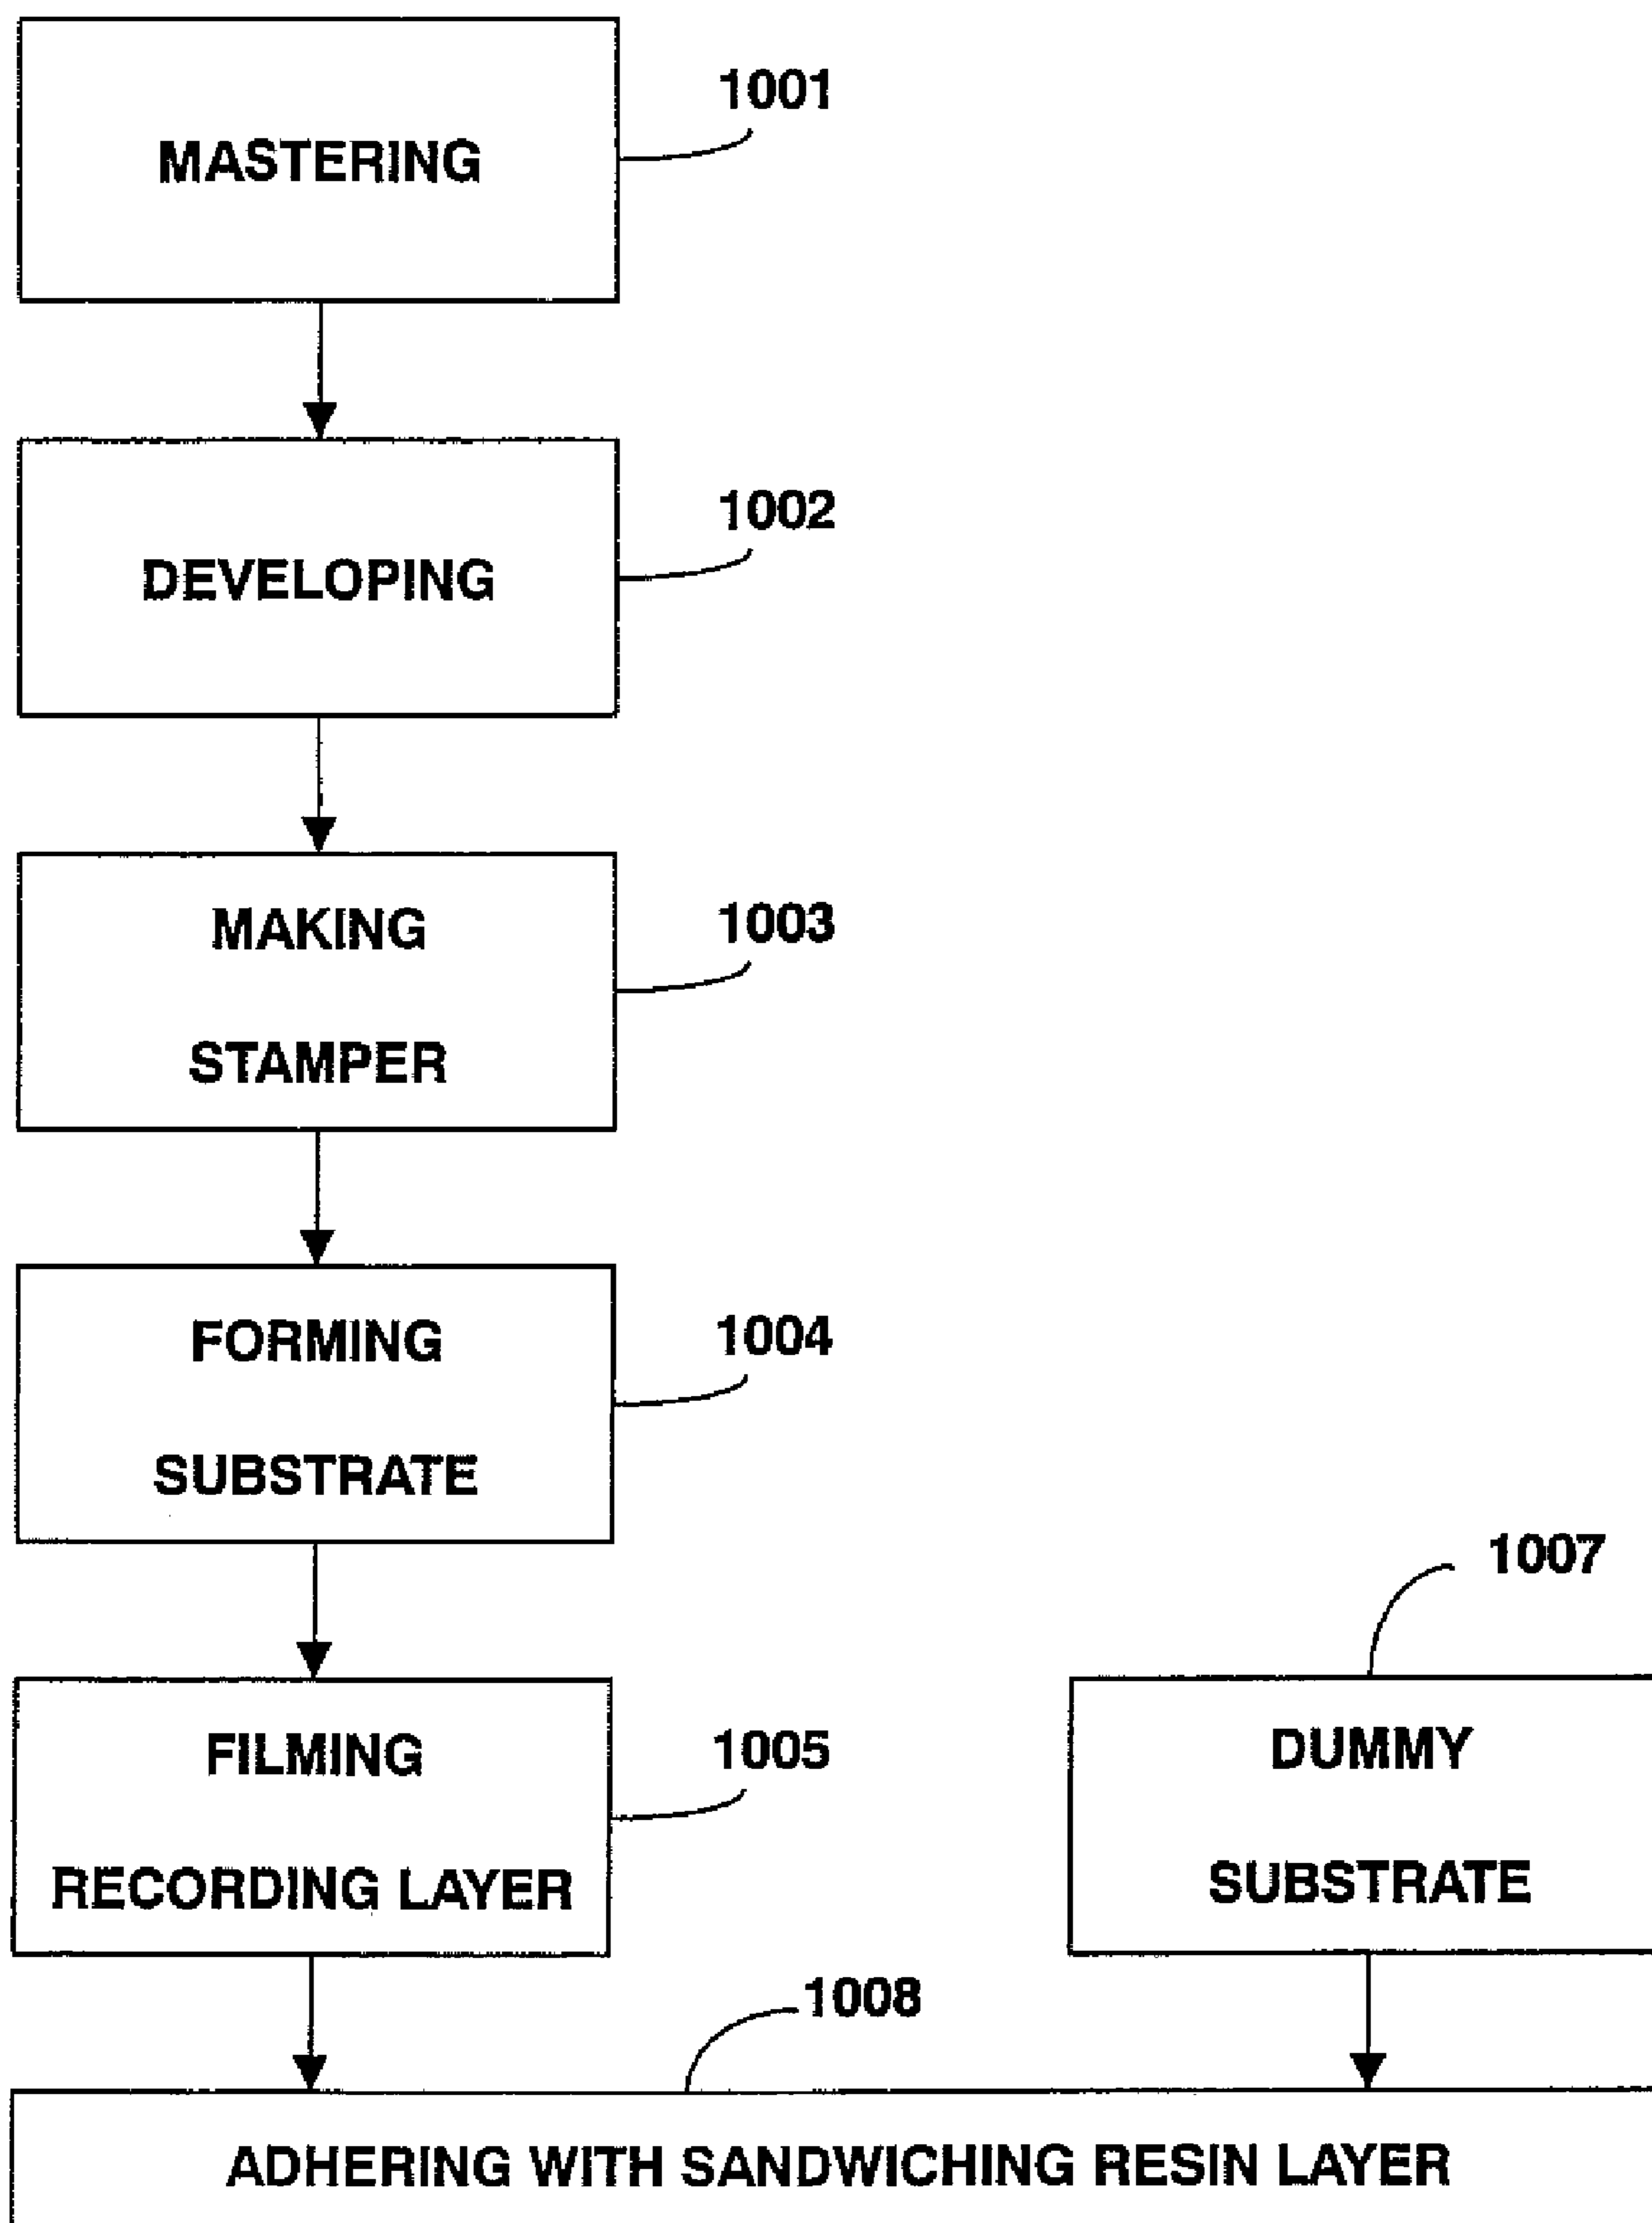 1001
MASTERING
1002
DEVELOPING
1003
MAKING
STAMPER
1004
FORMING
SUBSTRATE
1005
FILMING
RECORDING LAYER
1007
DUMMY
SUBSTRATE
1008
ADHERING WITH SANDWICHING RESIN LAYER